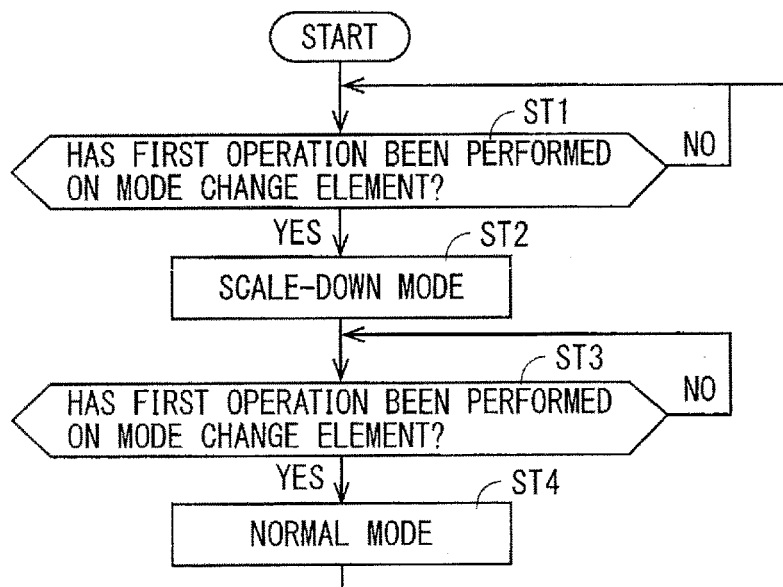 START
ST1
HAS FIRST OPERATION BEEN PERFORMED
ON MODE CHANGE ELEMENT?
NO
YES
ST2
SCALE-DOWN MODE
ST3
HAS FIRST OPERATION BEEN PERFORMED
ON MODE CHANGE ELEMENT?
NO
YES
ST4
NORMAL MODE